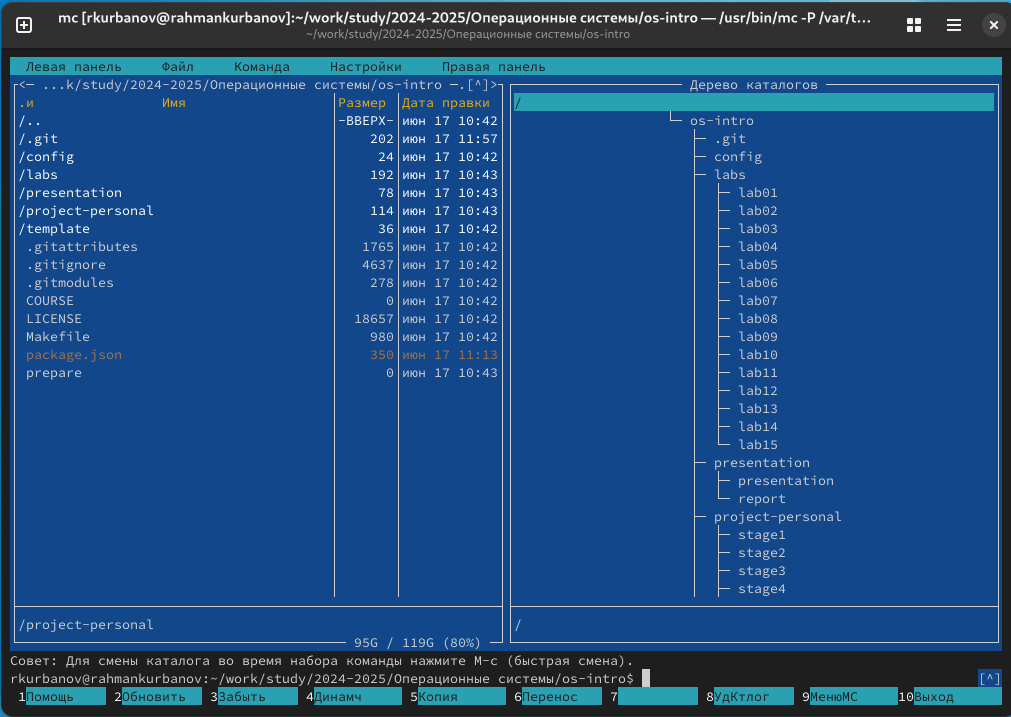 mc [rkurbanov@rahmankurbanov]:~/work/study/2024-2025/Операционные системы/os-intro — /usr/bin/mc -P /var/t…
~/work/study/2024-2025/Операционные системы/os-intro
Левая панель Файл Команда Настройки Правая панель
<— ...k/study/2024-2025/Операционные системы/os-intro —.[^]>
.и Имя Размер Дата правки
/.. -ВВЕРХ- июн 17 10:42
/.git 202 июн 17 11:57
/config 24 июн 17 10:42
/labs 192 июн 17 10:43
/presentation 78 июн 17 10:43
/project-personal 114 июн 17 10:43
/template 36 июн 17 10:42
.gitattributes 1765 июн 17 10:42
.gitignore 4637 июн 17 10:42
.gitmodules 278 июн 17 10:42
COURSE 0 июн 17 10:42
LICENSE 18657 июн 17 10:42
Makefile 980 июн 17 10:42
package.json 350 июн 17 11:13
prepare 0 июн 17 10:43
/project-personal
95G / 119G (80%)
Дерево каталогов
/
os-intro
.git
config
labs
lab01
lab02
lab03
lab04
lab05
lab06
lab07
lab08
lab09
lab10
lab11
lab12
lab13
lab14
lab15
presentation
presentation
report
project-personal
stage1
stage2
stage3
stage4
/
Совет: Для смены каталога во время набора команды нажмите M-c (быстрая смена).
rkurbanov@rahmankurbanov:~/work/study/2024-2025/Операционные системы/os-intro$ [^]
1Помощь 2Обновить 3Забыть 4Динамч 5Копия 6Перенос 7 8УдКтлог 9МенюMC 10Выход